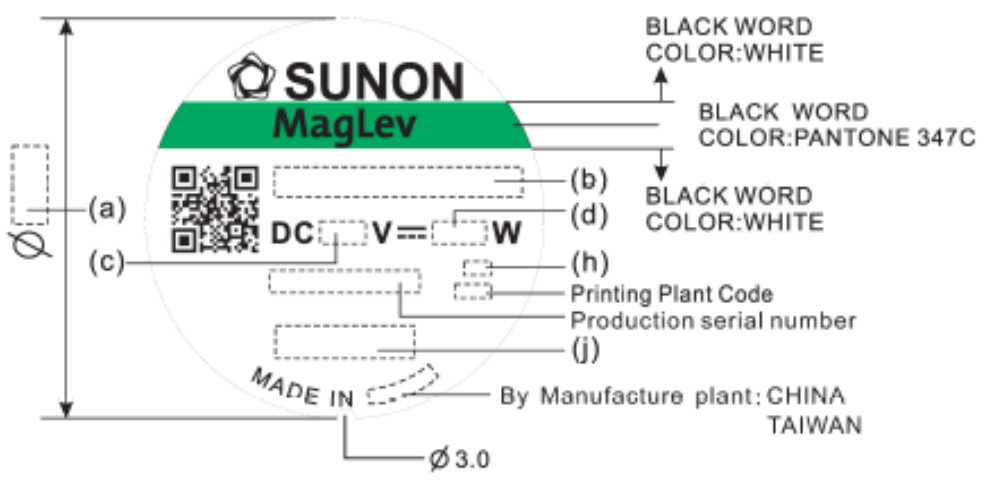 BLACK WORD
COLOR:WHITE
SUNON
MagLev
BLACK WORD
COLOR:PANTONE 347C
BLACK WORD
COLOR:WHITE
(a)
Ø
(b)
(d)
DC V W
(c)
(h)
Printing Plant Code
Production serial number
(j)
MADE IN
By Manufacture plant: CHINA
TAIWAN
Ø 3.0